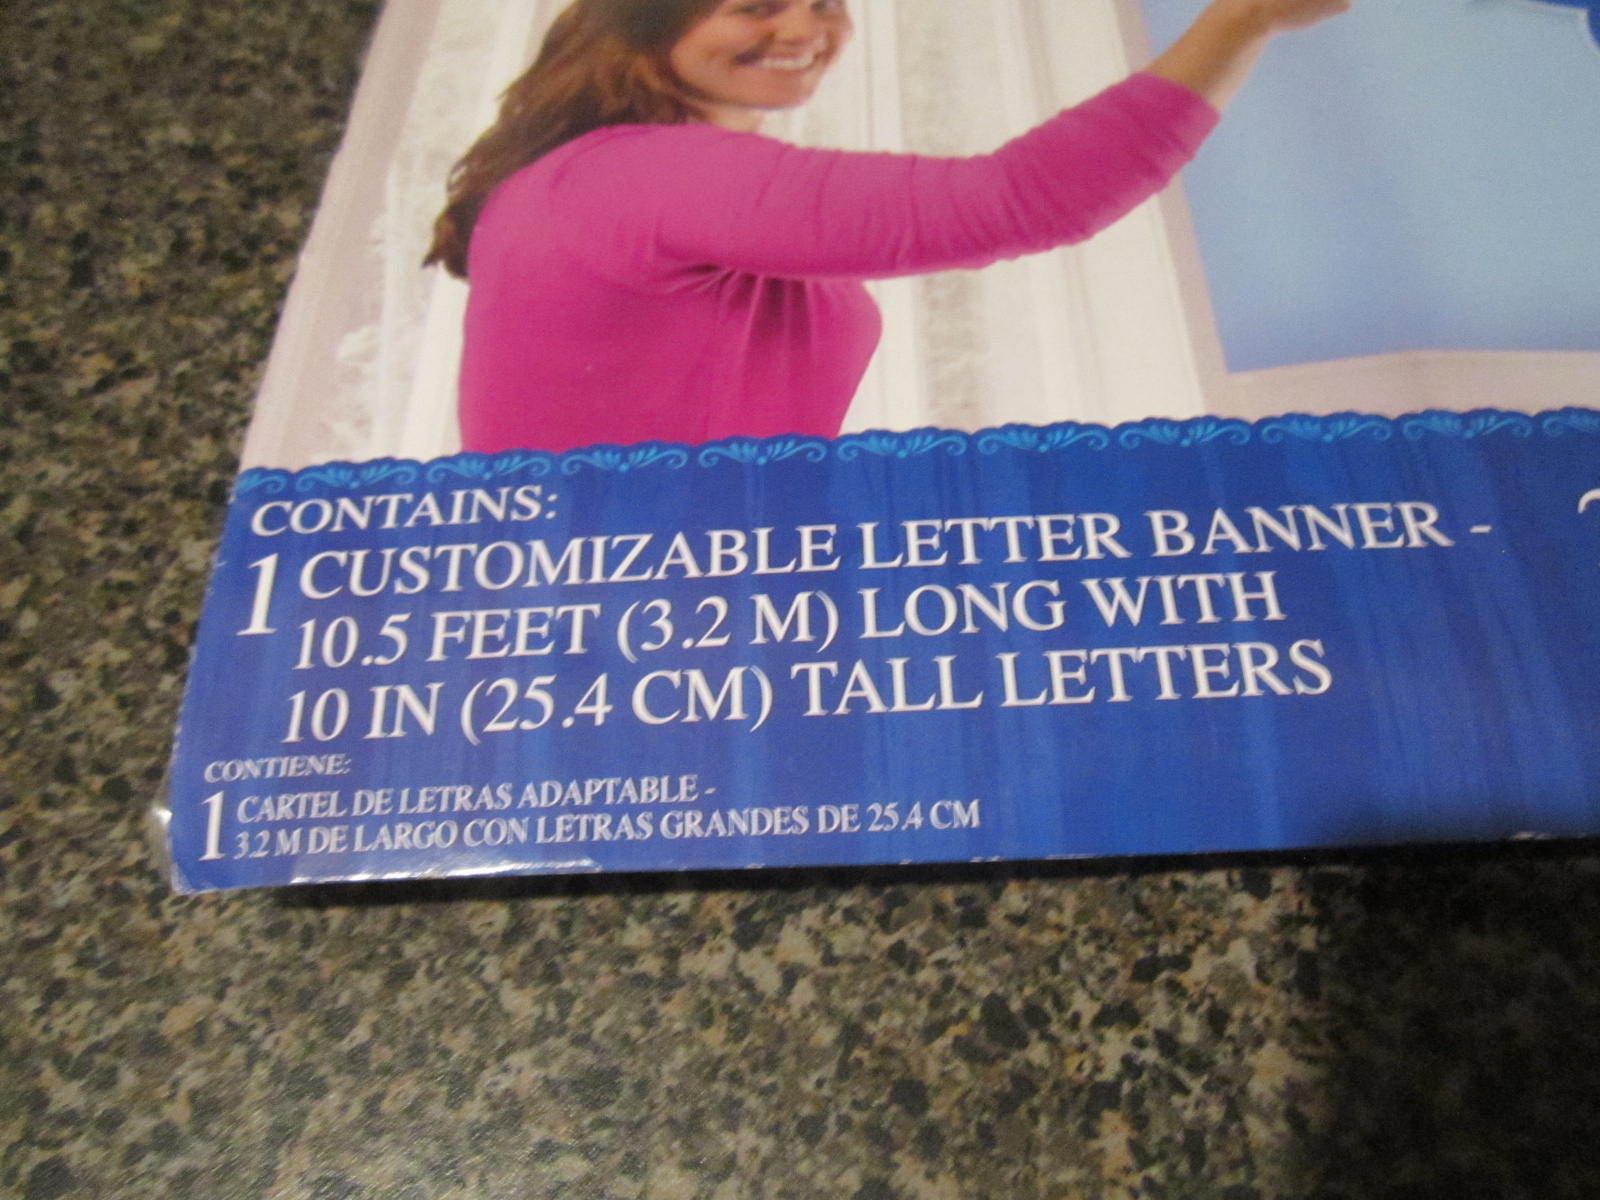 CONTAINS:
1 CUSTOMIZABLE LETTER BANNER -
10.5 FEET (3.2 M) LONG WITH
10 IN (25.4 CM) TALL LETTERS
CONTIENE:
1 CARTEL DE LETRAS ADAPTABLE -
3.2 M DE LARGO CON LETRAS GRANDES DE 25.4 CM